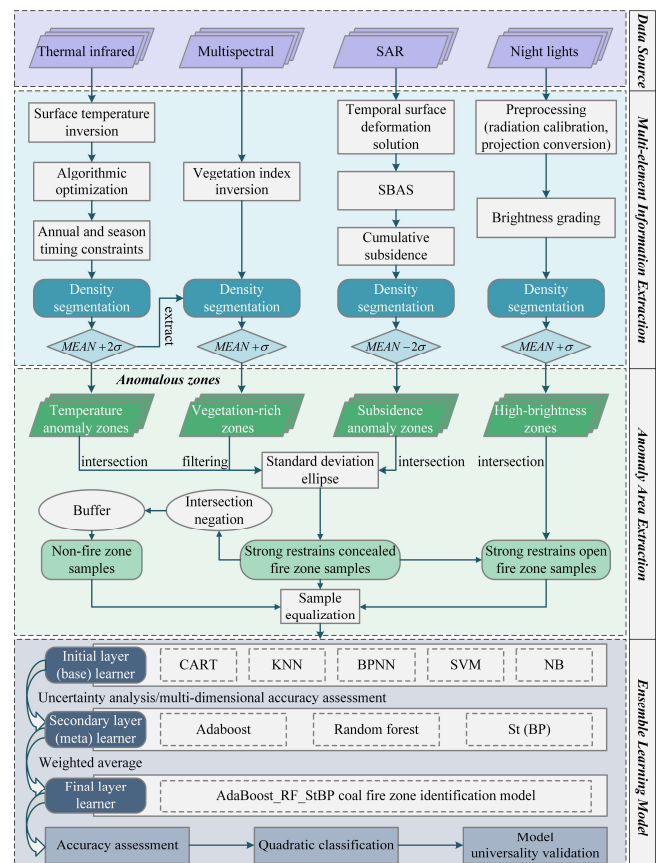 Thermal infrared
Multispectral
SAR
Night lights
Data Source
Surface temperature
inversion
Algorithmic
optimization
Annual and season
timing constraints
Density
segmentation
MEAN+2σ
extract
Vegetation index
inversion
Density
segmentation
MEAN+σ
Temporal surface
deformation
solution
SBAS
Cumulative
subsidence
Density
segmentation
MEAN−2σ
Preprocessing
(radiation calibration,
projection conversion)
Brightness grading
Density
segmentation
MEAN+σ
Multi-element Information Extraction
Anomalous zones
Temperature
anomaly zones
Vegetation-rich
zones
Subsidence
anomaly zones
High-brightness
zones
intersection
filtering
Standard deviation
ellipse
intersection
intersection
Buffer
Intersection
negation
Non-fire zone
samples
Strong restrains concealed
fire zone samples
Strong restrains open
fire zone samples
Sample
equalization
Anomaly Area Extraction
Initial layer
(base) learner
CART
KNN
BPNN
SVM
NB
Uncertainty analysis/multi-dimensional accuracy assessment
Secondary layer
(meta) learner
Adaboost
Random forest
St (BP)
Weighted average
Final layer
learner
AdaBoost_RF_StBP coal fire zone identification model
Accuracy assessment
Quadratic classification
Model
universality validation
Ensemble Learning Model